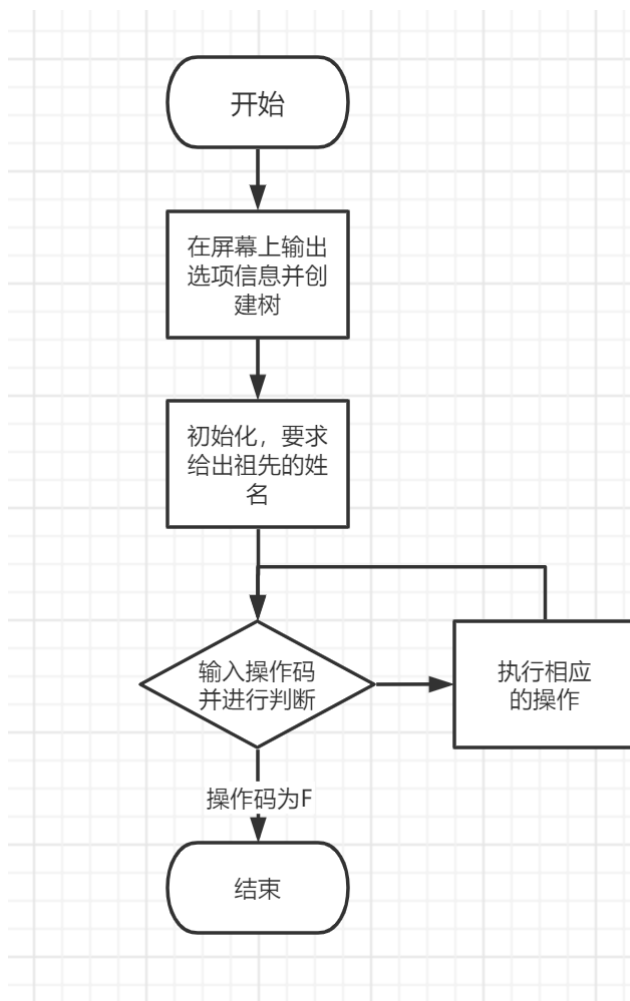 开始
在屏幕上输出
选项信息并创
建树
初始化，要求
给出祖先的姓
名
输入操作码
并进行判断
执行相应
的操作
操作码为F
结束